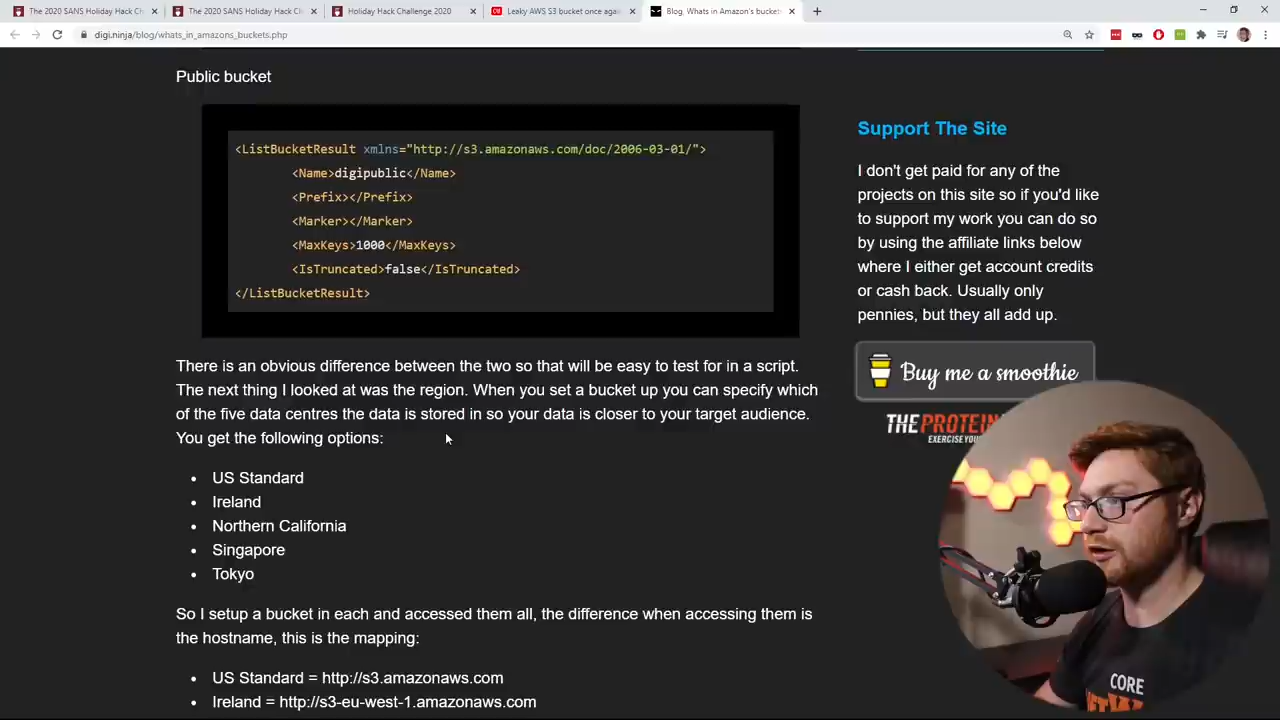 The 2020 SANS Holiday Hack Ch
The 2020 SANS Holiday Hack C
Holiday Hack Challenge 2020
Leaky AWS S3 bucket once agai
Blog, Whats in Amazon's bucket
digi.ninja/blog/whats_in_amazons_buckets.php
Public bucket
<ListBucketResult xmlns="http://s3.amazonaws.com/doc/2006-03-01/">
<Name>digipublic</Name>
<Prefix></Prefix>
<Marker></Marker>
<MaxKeys>1000</MaxKeys>
<IsTruncated>false</IsTruncated>
</ListBucketResult>
There is an obvious difference between the two so that will be easy to test for in a script.
The next thing I looked at was the region. When you set a bucket up you can specify which
of the five data centres the data is stored in so your data is closer to your target audience.
You get the following options:
• US Standard
• Ireland
• Northern California
• Singapore
• Tokyo
So I setup a bucket in each and accessed them all, the difference when accessing them is
the hostname, this is the mapping:
• US Standard = http://s3.amazonaws.com
• Ireland = http://s3-eu-west-1.amazonaws.com
Support The Site
I don't get paid for any of the
projects on this site so if you'd like
to support my work you can do so
by using the affiliate links below
where I either get account credits
or cash back. Usually only
pennies, but they all add up.
Buy me a smoothie
THE PROTEIN
EXERCISE YOU
CORE